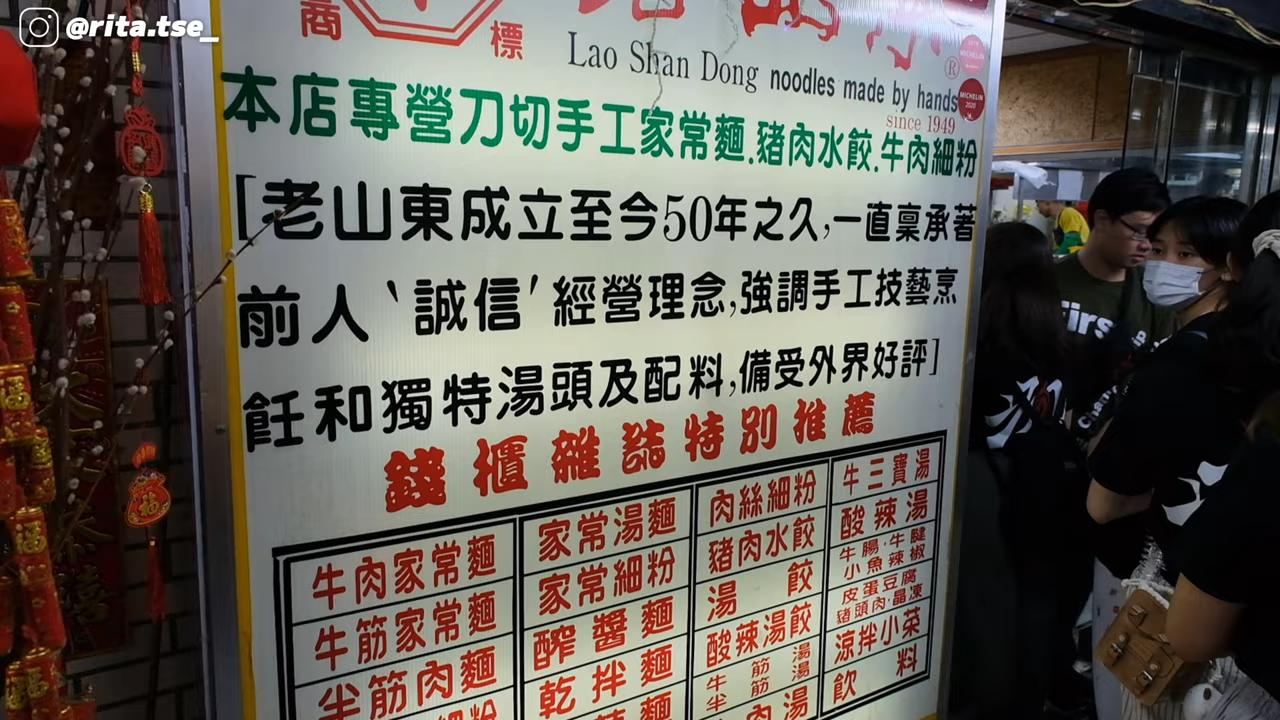 @rita.tse_
商
標
Lao Shan Dong noodles made by hands
®
since 1949
MICHELIN
MICHELIN
2020
本店專營刀切手工家常麵.豬肉水餃.牛肉細粉
[老山東成立至今50年之久,一直稟承著
前人‵誠信′經營理念,強調手工技藝烹
飪和獨特湯頭及配料,備受外界好評]
錢櫃雜誌特別推薦
牛肉家常麵
牛筋家常麵
半筋肉麵
家常湯麵
家常細粉
醡醬麵
乾拌麵
肉絲細粉
豬肉水餃
湯餃
酸辣湯餃
牛筋湯
半筋湯
牛三寶湯
酸辣湯
牛腸.牛腱
小魚辣椒
皮蛋豆腐
豬頭肉.晶凍
涼拌小菜
飲料
福